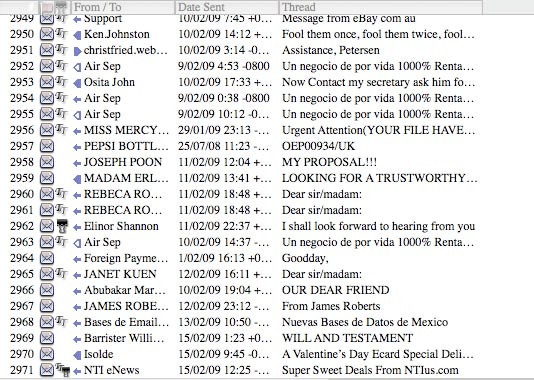 From / To Date Sent Thread
2949 Support 10/02/09 7:45 +0... Message from eBay com au
2950 Ken.Johnston 10/02/09 14:12 +... Fool them once, fool them twice, fool...
2951 christfried.web... 10/02/09 3:14 -0... Assistance, Petersen
2952 Air Sep 9/02/09 4:53 -0800 Un negocio de por vida 1000% Renta...
2953 Osita John 10/02/09 17:33 +... Now Contact my secretary ask him fo...
2954 Air Sep 9/02/09 0:38 -0800 Un negocio de por vida 1000% Renta...
2955 Air Sep 9/02/09 10:12 -0... Un negocio de por vida 1000% Renta...
2956 MISS MERCY... 29/01/09 23:13 -... Urgent Attention(YOUR FILE HAVE...
2957 PEPSI BOTTL... 25/07/08 11:23 -... OEP00934/UK
2958 JOSEPH POON 11/02/09 12:04 +... MY PROPOSAL!!!
2959 MADAM ERL... 11/02/09 13:41 +... LOOKING FOR A TRUSTWORTHY...
2960 REBECA RO... 11/02/09 18:48 +... Dear sir/madam:
2961 REBECA RO... 11/02/09 18:48 +... Dear sir/madam:
2962 Elinor Shannon 11/02/09 22:37 +... I shall look forward to hearing from you
2963 Air Sep 10/02/09 14:37 -... Un negocio de por vida 1000% Renta...
2964 Foreign Payme... 1/02/09 16:13 +0... Goodday,
2965 JANET KUEN 12/02/09 16:11 +... Dear sir/madam:
2966 Abubakar Mar... 10/02/09 19:04 +... OUR DEAR FRIEND
2967 JAMES ROBE... 12/02/09 23:12 -... From James Roberts
2968 Bases de Email... 13/02/09 10:50 -... Nuevas Bases de Datos de Mexico
2969 Barrister Willi... 15/02/09 1:23 +0... WILL AND TESTAMENT
2970 Isolde 15/02/09 9:45 -0... A Valentine's Day Ecard Special Deli...
2971 NTI eNews 15/02/09 12:25 -... Super Sweet Deals From NTIus.com